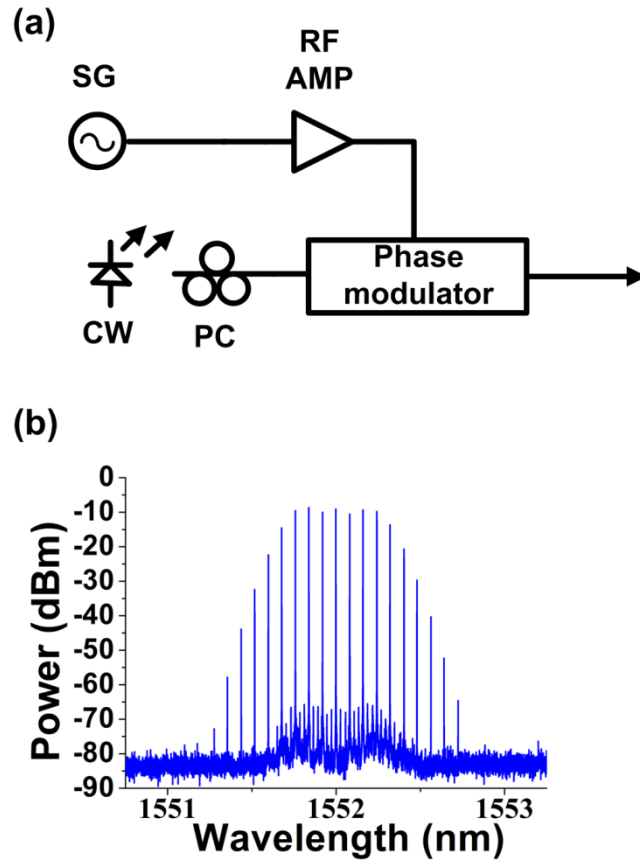 (a)
RF
SG
AMP
Phase
modulator
CW
PC
(b)
0
-10
-20
-30
-40
-50
-60
-70
-80
-90
Power (dBm)
1551
1552
1553
Wavelength (nm)